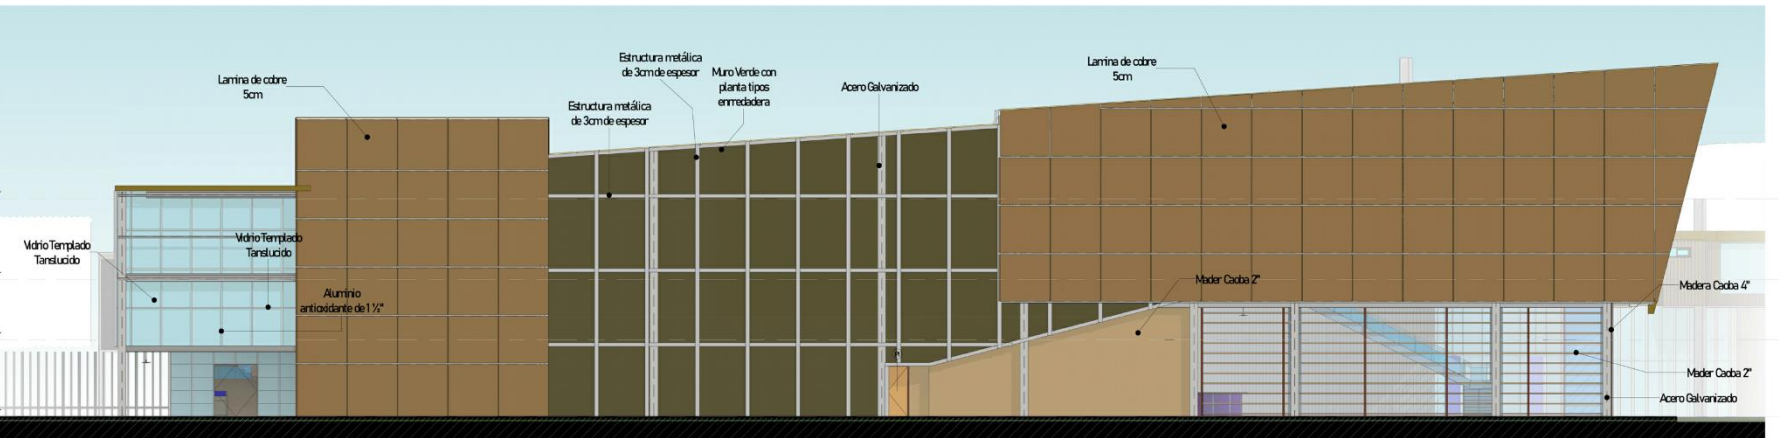 Lamina de cobre
5cm
Estructura metálica
de 3cm de espesor
Estructura metálica
de 3cm de espesor
Muro Verde con
planta tipos
enrredadera
Acero Galvanizado
Lamina de cobre
5cm
Vidrio Templado
Tanslucido
Vidrio Templado
Tanslucido
Aluminio
antioxidante de 1 ½"
Mader Caoba 2"
Madera Caoba 4"
Mader Caoba 2"
Acero Galvanizado